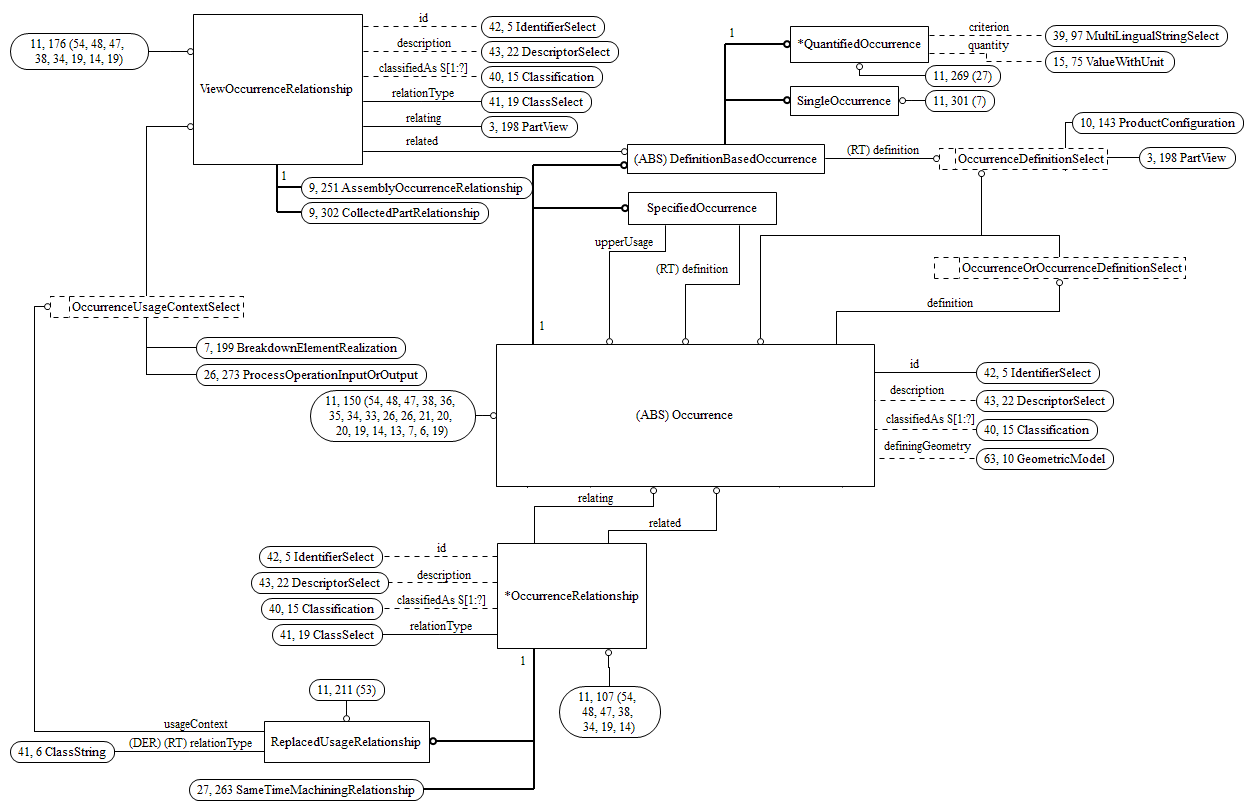 id
42, 5 IdentifierSelect
11, 176 (54, 48, 47,
38, 34, 19, 14, 19)
description
43, 22 DescriptorSelect
classifiedAs S[1:?]
40, 15 Classification
ViewOccurrenceRelationship
relationType
41, 19 ClassSelect
relating
3, 198 PartView
related
1
9, 251 AssemblyOccurrenceRelationship
9, 302 CollectedPartRelationship
1
*QuantifiedOccurrence
criterion
39, 97 MultiLingualStringSelect
quantity
15, 75 ValueWithUnit
11, 269 (27)
SingleOccurrence
11, 301 (7)
10, 143 ProductConfiguration
(ABS) DefinitionBasedOccurrence
(RT) definition
OccurrenceDefinitionSelect
3, 198 PartView
SpecifiedOccurrence
upperUsage
(RT) definition
OccurrenceOrOccurrenceDefinitionSelect
definition
OccurrenceUsageContextSelect
1
7, 199 BreakdownElementRealization
26, 273 ProcessOperationInputOrOutput
11, 150 (54, 48, 47, 38, 36,
35, 34, 33, 26, 26, 21, 20,
20, 19, 14, 13, 7, 6, 19)
(ABS) Occurrence
id
42, 5 IdentifierSelect
description
43, 22 DescriptorSelect
classifiedAs S[1:?]
40, 15 Classification
definingGeometry
63, 10 GeometricModel
relating
related
id
42, 5 IdentifierSelect
description
43, 22 DescriptorSelect
classifiedAs S[1:?]
40, 15 Classification
*OccurrenceRelationship
relationType
41, 19 ClassSelect
1
11, 211 (53)
11, 107 (54,
48, 47, 38,
34, 19, 14)
usageContext
ReplacedUsageRelationship
(DER) (RT) relationType
41, 6 ClassString
27, 263 SameTimeMachiningRelationship